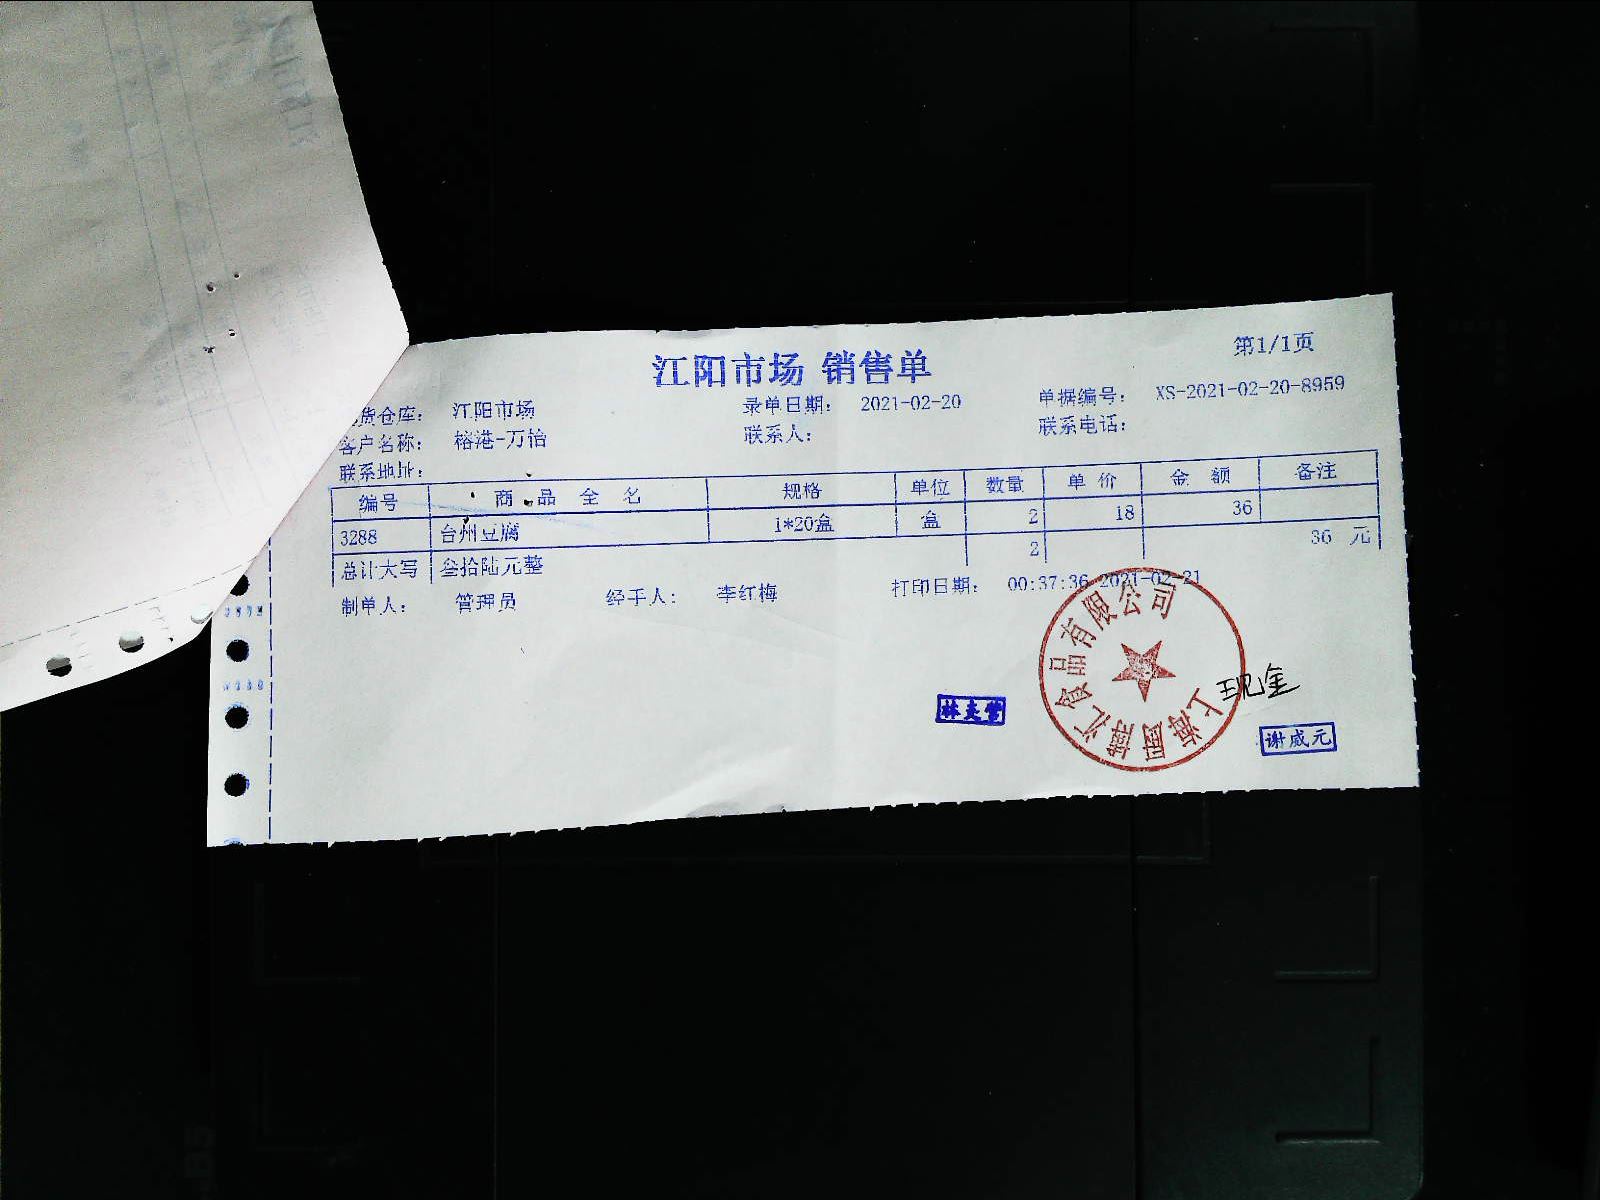 第1/1页
江阳市场 销售单
货仓库: 江阳市场 录单日期: 2021-02-20 单据编号: XS-2021-02-20-8959
客户名称: 榕港-万怡 联系人: 联系电话:
联系地址:
编号 商品全名 规格 单位 数量 单价 金额 备注
3288 台州豆腐 1*20盒 盒 2 18 36
总计大写 叁拾陆元整 2 36 元
制单人: 管理员 经手人: 李红梅 打印日期: 00:37:36 2021-02-21
上海 汇食品有限公司
现金
谢成元